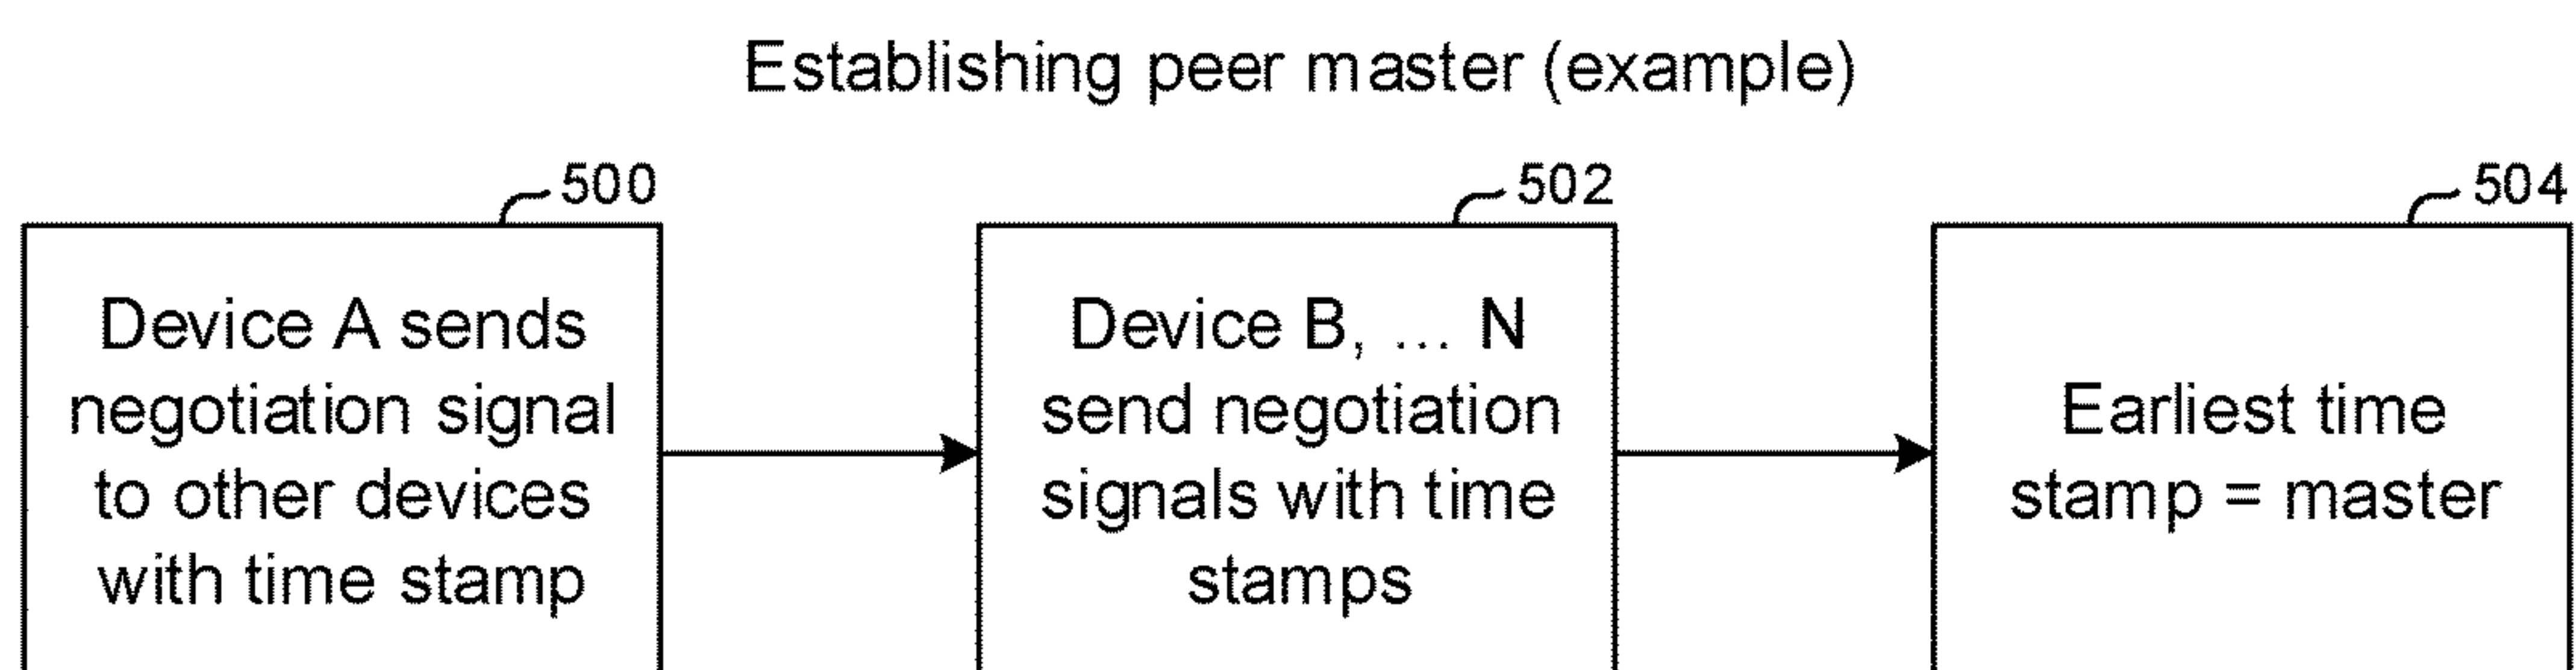 Establishing peer master (example)
500
Device A sends
negotiation signal
to other devices
with time stamp
502
Device B, ... N
send negotiation
signals with time
stamps
504
Earliest time
stamp = master